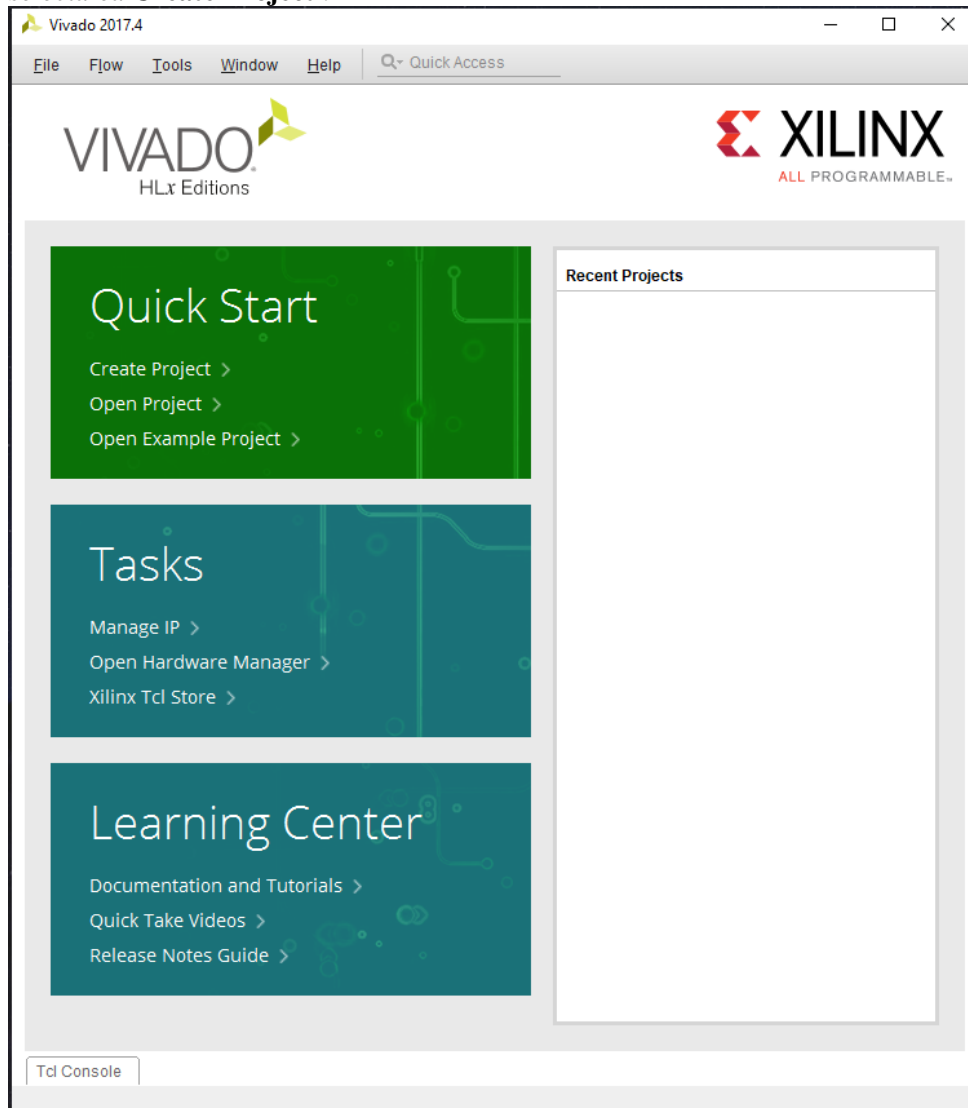 Vivado 2017.4
File Flow Tools Window Help Quick Access
VIVADO.
HLx Editions
XILINX
ALL PROGRAMMABLE™
Quick Start
Create Project >
Open Project >
Open Example Project >
Recent Projects
Tasks
Manage IP >
Open Hardware Manager >
Xilinx Tcl Store >
Learning Center
Documentation and Tutorials >
Quick Take Videos >
Release Notes Guide >
Tcl Console